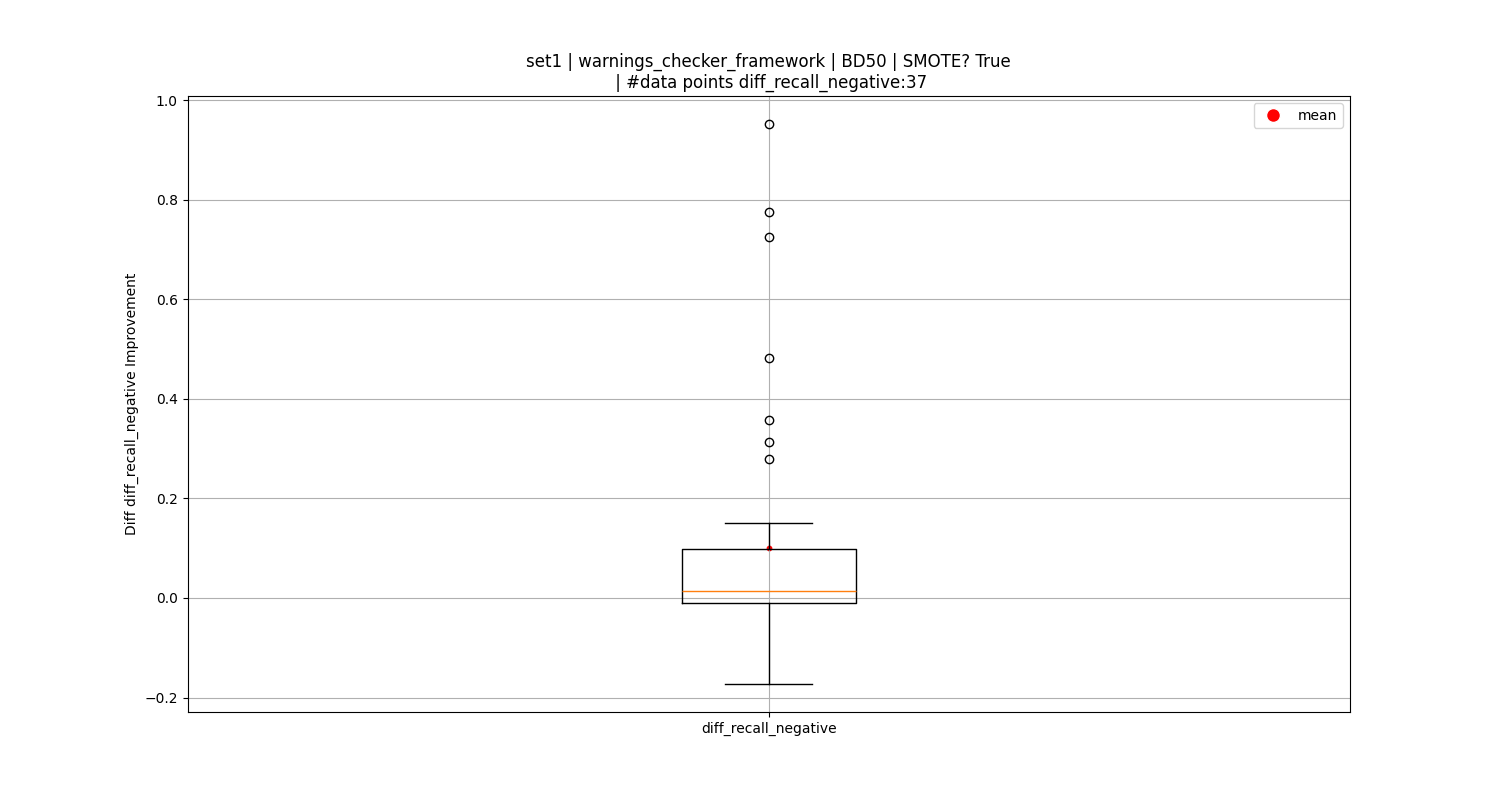 set1 | warnings_checker_framework | BD50 | SMOTE? True
| #data points diff_recall_negative:37
mean
1.0
0.8
0.6
0.4
0.2
0.0
−0.2
Diff diff_recall_negative Improvement
diff_recall_negative